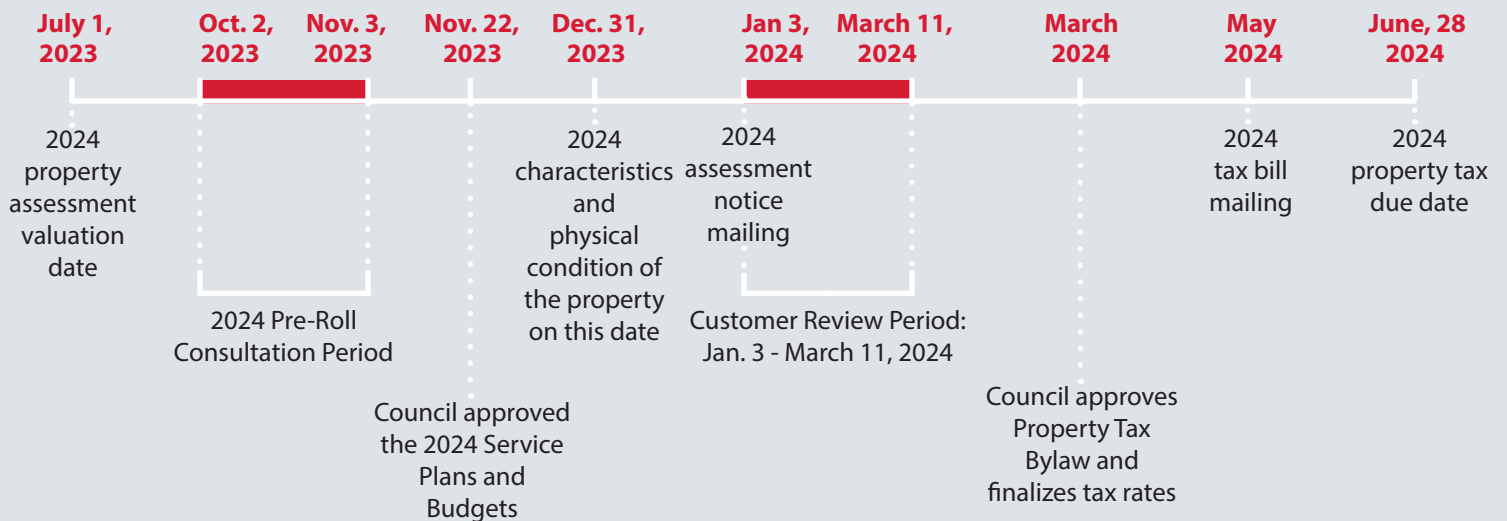 July 1,
2023
Oct. 2,
2023
Nov. 3,
2023
Nov. 22,
2023
Dec. 31,
2023
Jan 3,
2024
March 11,
2024
March
2024
May
2024
June, 28
2024
2024
property
assessment
valuation
date
2024 Pre-Roll
Consultation Period
Council approved
the 2024 Service
Plans and
Budgets
2024
characteristics
and
physical
condition of
the property
on this date
2024
assessment
notice
mailing
Customer Review Period:
Jan. 3 - March 11, 2024
Council approves
Property Tax
Bylaw and
finalizes tax rates
2024
tax bill
mailing
2024
property tax
due date